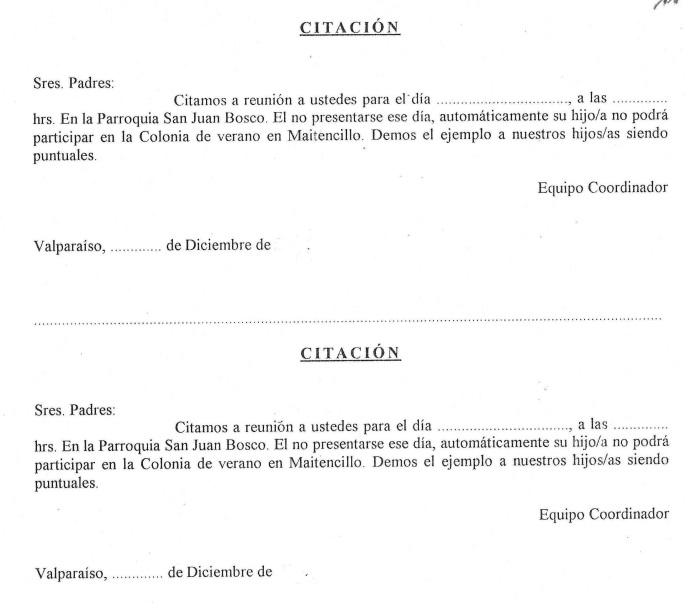 CITACIÓN
Sres. Padres:
Citamos a reunión a ustedes para el día .................................., a las ..............
hrs. En la Parroquia San Juan Bosco. El no presentarse ese día, automáticamente su hijo/a no podrá
participar en la Colonia de verano en Maitencillo. Demos el ejemplo a nuestros hijos/as siendo
puntuales.
Equipo Coordinador
Valparaíso, ............. de Diciembre de .
CITACIÓN
Sres. Padres:
Citamos a reunión a ustedes para el día .................................., a las ..............
hrs. En la Parroquia San Juan Bosco. El no presentarse ese día, automáticamente su hijo/a no podrá
participar en la Colonia de verano en Maitencillo. Demos el ejemplo a nuestros hijos/as siendo
puntuales.
Equipo Coordinador
Valparaíso, ............. de Diciembre de .